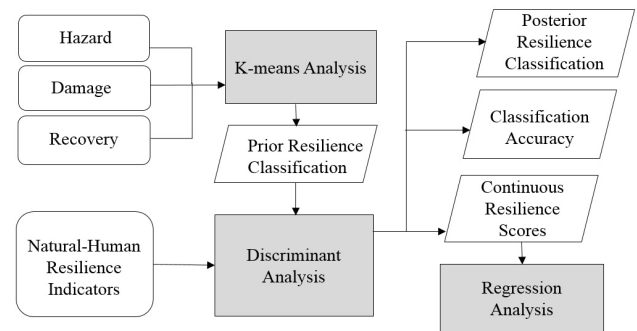 Hazard
Damage
Recovery
K-means Analysis
Prior Resilience
Classification
Natural-Human
Resilience
Indicators
Discriminant
Analysis
Posterior
Resilience
Classification
Classification
Accuracy
Continuous
Resilience
Scores
Regression
Analysis